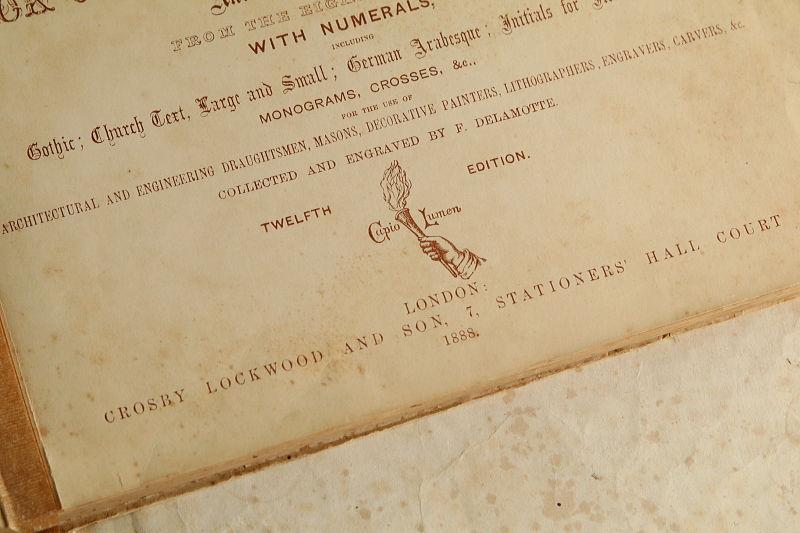 FROM THE
WITH NUMERALS,
INCLUDING
Gothic; Church Text, Large and Small; German Arabesque; Initials for
MONOGRAMS, CROSSES, &c.,
FOR THE USE OF
ARCHITECTURAL AND ENGINEERING DRAUGHTSMEN, MASONS, DECORATIVE PAINTERS, LITHOGRAPHERS, ENGRAVERS, CARVERS, &c.
COLLECTED AND ENGRAVED BY F. DELAMOTTE.
TWELFTH EDITION.
Capio Lumen
LONDON:
CROSBY LOCKWOOD AND SON, 7, STATIONERS' HALL COURT
1888.